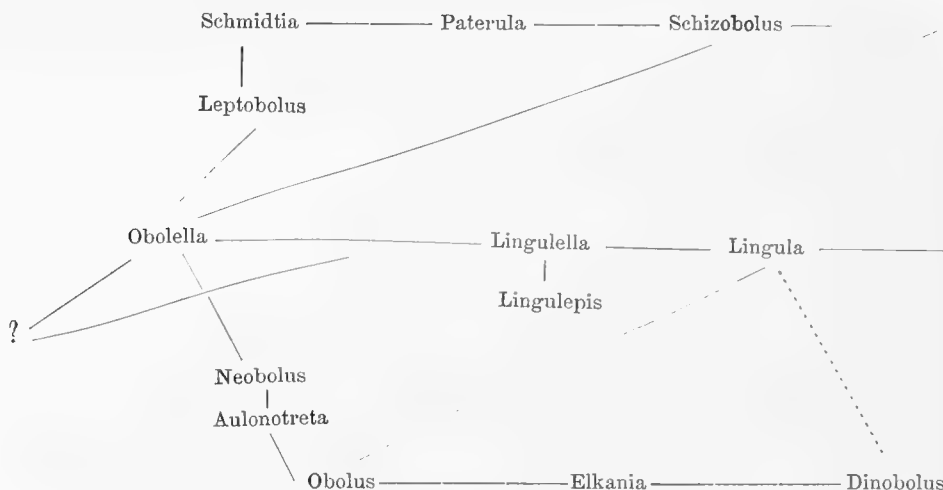 Schmidtia Paterula Schizobolus
Leptobolus
Obolella Lingulella Lingula
Lingulepis
?
Neobolus
Aulonotreta
Obolus Elkania Dinobolus